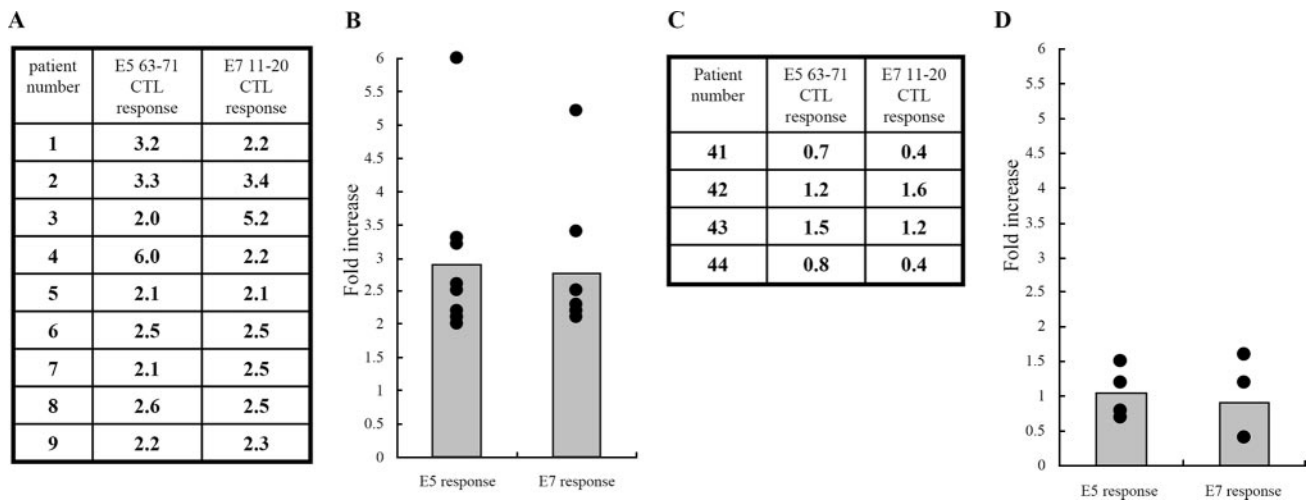 A
patient number E5 63-71 CTL response E7 11-20 CTL response
1 3.2 2.2
2 3.3 3.4
3 2.0 5.2
4 6.0 2.2
5 2.1 2.1
6 2.5 2.5
7 2.1 2.5
8 2.6 2.5
9 2.2 2.3
B
Fold increase
6
5.5
5
4.5
4
3.5
3
2.5
2
1.5
1
0.5
0
E5 response E7 response
C
Patient number E5 63-71 CTL response E7 11-20 CTL response
41 0.7 0.4
42 1.2 1.6
43 1.5 1.2
44 0.8 0.4
D
Fold increase
6
5.5
5
4.5
4
3.5
3
2.5
2
1.5
1
0.5
0
E5 response E7 response